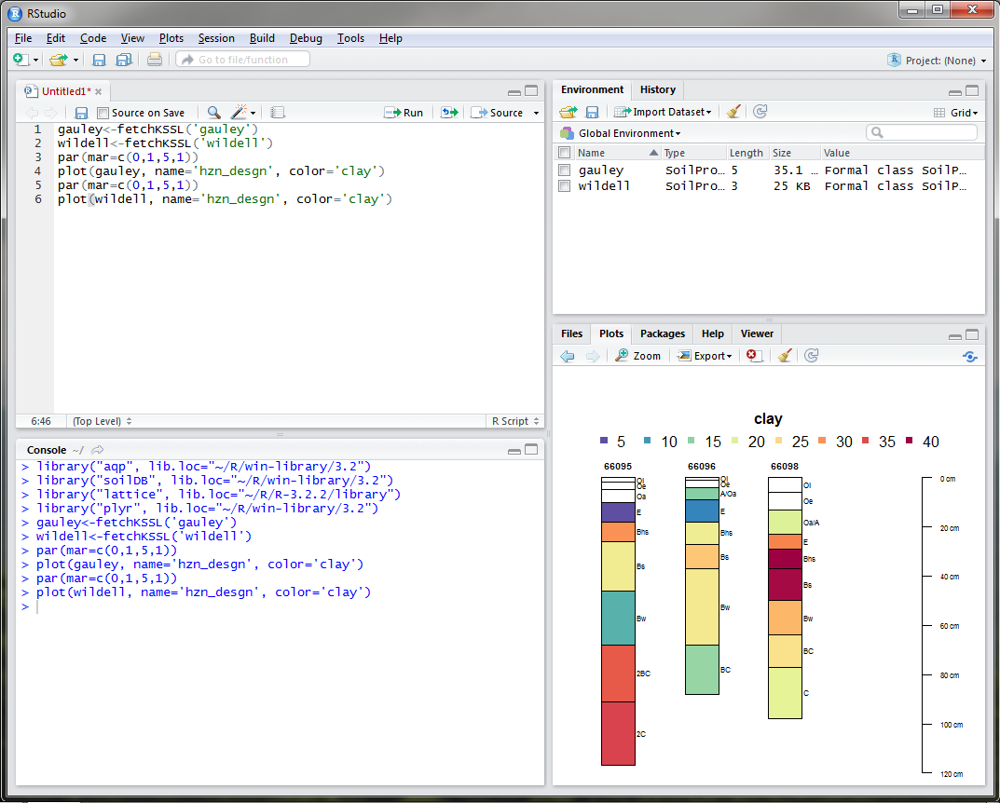 RStudio
File Edit Code View Plots Session Build Debug Tools Help
Go to file/function Project: (None)
Untitled1*
Source on Save Run Source
1 gauley<-fetchKSSL('gauley')
2 wildell<-fetchKSSL('wildell')
3 par(mar=c(0,1,5,1))
4 plot(gauley, name='hzn_desgn', color='clay')
5 par(mar=c(0,1,5,1))
6 plot(wildell, name='hzn_desgn', color='clay')
6:46 (Top Level) R Script
Console ~/
> library("aqp", lib.loc="~/R/win-library/3.2")
> library("soilDB", lib.loc="~/R/win-library/3.2")
> library("lattice", lib.loc="~/R/R-3.2.2/library")
> library("plyr", lib.loc="~/R/win-library/3.2")
> gauley<-fetchKSSL('gauley')
> wildell<-fetchKSSL('wildell')
> par(mar=c(0,1,5,1))
> plot(gauley, name='hzn_desgn', color='clay')
> par(mar=c(0,1,5,1))
> plot(wildell, name='hzn_desgn', color='clay')
>
Environment History
Import Dataset Grid
Global Environment
Name Type Length Size Value
gauley SoilPro… 5 35.1 … Formal class SoilP…
wildell SoilPro… 3 25 KB Formal class SoilP…
Files Plots Packages Help Viewer
Zoom Export
clay
5 10 15 20 25 30 35 40
66095 66096 66098
Oi
Oe
Oa
E
Bhs
Bs
Bw
2BC
2C
Oi
Oe
A/Oa
E
Bhs
Bs
Bw
BC
Oi
Oe
Oa/A
E
Bhs
Bs
Bw
BC
C
0 cm
20 cm
40 cm
60 cm
80 cm
100 cm
120 cm